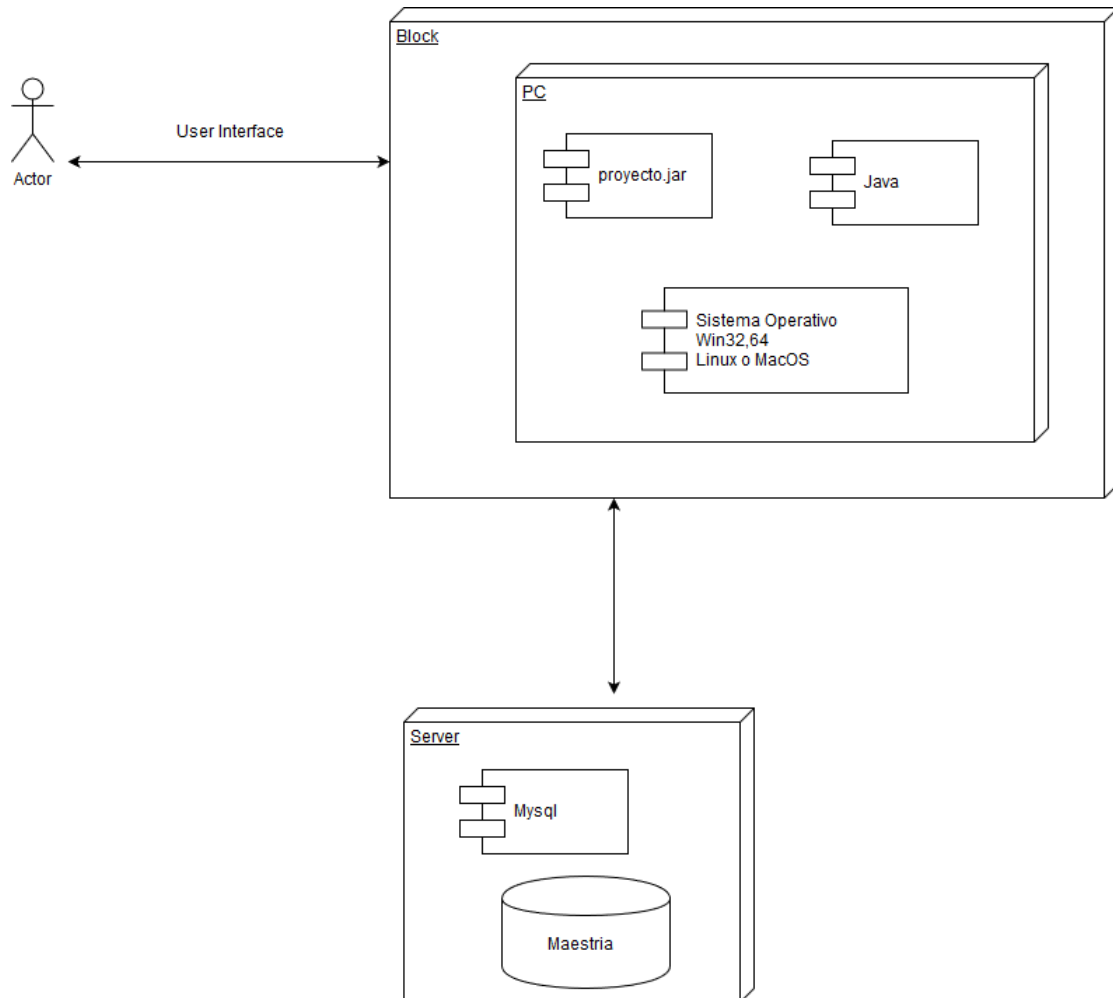 Block
PC
User Interface
proyecto.jar
Java
Actor
Sistema Operativo
Win32,64
Linux o MacOS
Server
Mysql
Maestria